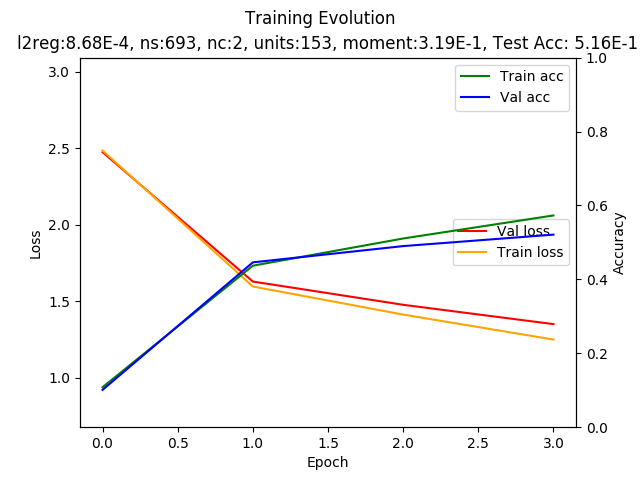 Training Evolution
l2reg:8.68E-4, ns:693, nc:2, units:153, moment:3.19E-1, Test Acc: 5.16E-1
3.0
2.5
2.0
1.5
1.0
Loss
1.0
0.8
0.6
0.4
0.2
0.0
Accuracy
Train acc
Val acc
Val loss
Train loss
0.0 0.5 1.0 1.5 2.0 2.5 3.0
Epoch